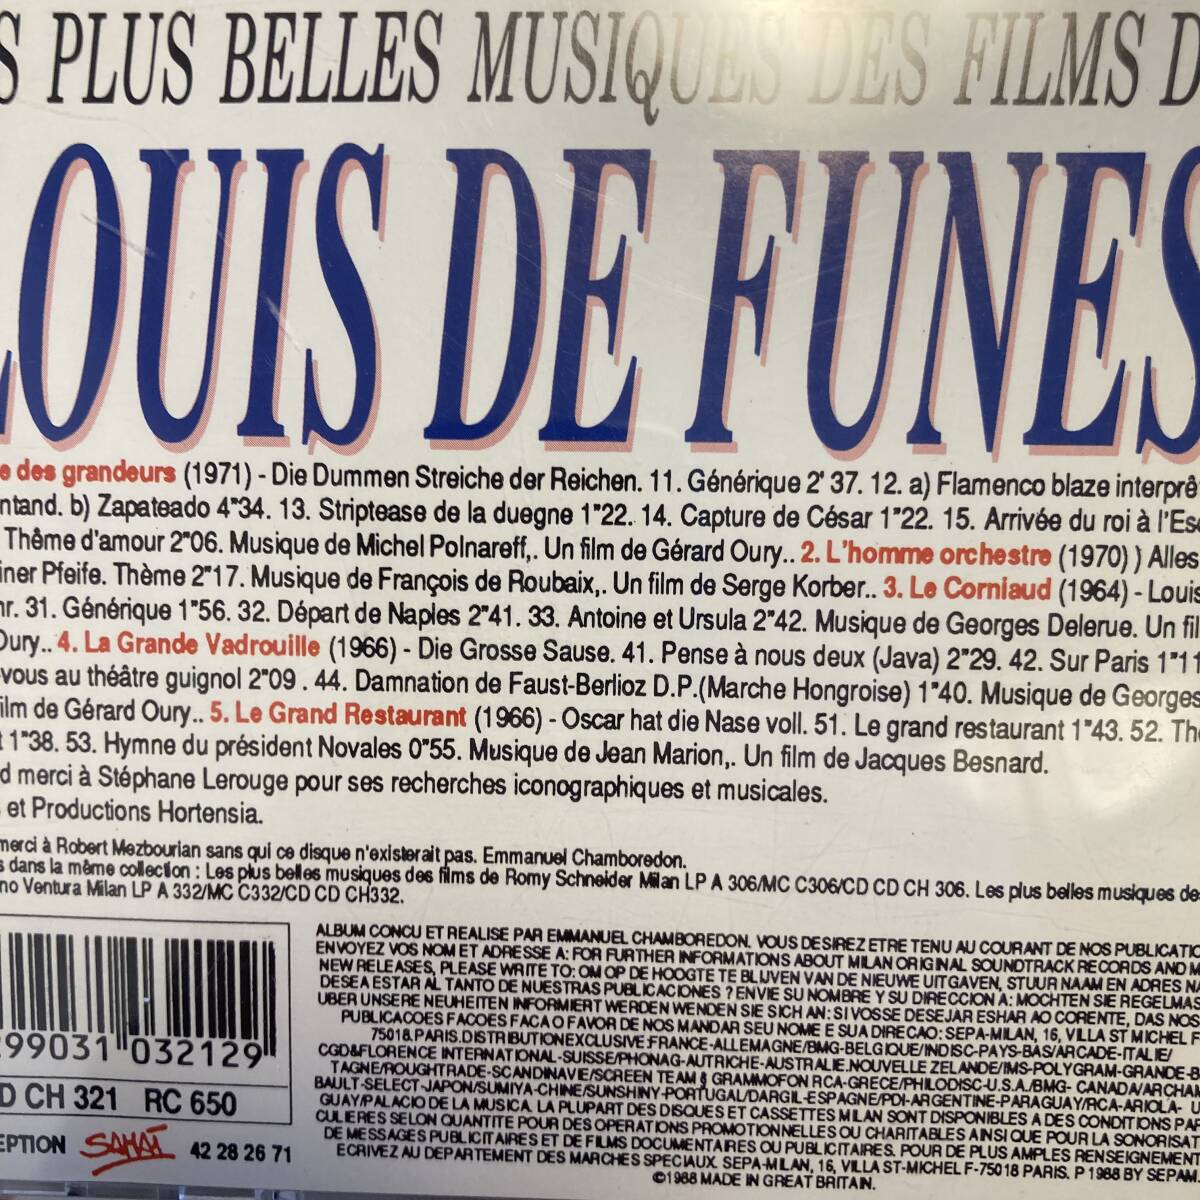 S PLUS BELLES MUSIQUES DES FILMS D
LOUIS DE FUNES
e des grandeurs (1971) - Die Dummen Streiche der Reichen. 11. Générique 2' 37. 12. a) Flamenco blaze interprê
ntand. b) Zapateado 4"34. 13. Striptease de la duegne 1"22. 14. Capture de César 1"22. 15. Arrivée du roi à l'Esc
Thême d'amour 2"06. Musique de Michel Polnareff,. Un film de Gérard Oury.. 2. L'homme orchestre (1970) ) Alles
iner Pfeife. Thème 2"17. Musique de François de Roubaix,. Un film de Serge Korber.. 3. Le Corniaud (1964) - Louis
hr. 31. Générique 1"56. 32. Départ de Naples 2"41. 33. Antoine et Ursula 2"42. Musique de Georges Delerue. Un fil
Oury.. 4. La Grande Vadrouille (1966) - Die Grosse Sause. 41. Pense à nous deux (Java) 2"29. 42. Sur Paris 1"11
-vous au théâtre guignol 2"09 . 44. Damnation de Faust-Berlioz D.P.(Marche Hongroise) 1"40. Musique de Georges
film de Gérard Oury.. 5. Le Grand Restaurant (1966) - Oscar hat die Nase voll. 51. Le grand restaurant 1"43. 52. Thè
t 1"38. 53. Hymne du président Novales 0"55. Musique de Jean Marion,. Un film de Jacques Besnard.
d merci à Stéphane Lerouge pour ses recherches iconographiques et musicales.
s et Productions Hortensia.
merci à Robert Mezbourian sans qui ce disque n'existerait pas. Emmanuel Chamboredon.
s dans la même collection : Les plus belles musiques des films de Romy Schneider Milan LP A 306/MC C306/CD CD CH 306. Les plus belles musiques de
no Ventura Milan LP A 332/MC C332/CD CD CH332.
299031 032129
D CH 321 RC 650
EPTION SAMAÏ 42 28 26 71
ALBUM CONCU ET REALISE PAR EMMANUEL CHAMBOREDON. VOUS DESIREZ ETRE TENU AU COURANT DE NOS PUBLICATIO
ENVOYEZ VOS NOM ET ADRESSE A: FOR FURTHER INFORMATIONS ABOUT MILAN ORIGINAL SOUNDTRACK RECORDS AND M
NEW RELEASES, PLEASE WRITE TO: OM OP DE HOOGTE TE BLIJVEN VAN DE NIEUWE UITGAVEN, STUUR NAAM EN ADRES NA
DESEA ESTAR AL TANTO DE NUESTRAS PUBLICACIONES ? ENVIE SU NOMBRE Y SU DIRECCION A: MOCHTEN SIE REGELMAS
UBER UNSERE NEUHEITEN INFORMIERT WERDEN WENDEN SIE SICH AN: SI VOSSE DESEJAR ESHAR AO CORENTE, DAS NOS
PUBLICACOES FACOES FACA O FAVOR DE NOS MANDAR SEU NOME E SUA DIRECAO: SEPA-MILAN, 16, VILLA ST MICHEL F
75018. PARIS. DISTRIBUTION EXCLUSIVE:FRANCE-ALLEMAGNE/BMG-BELGIQUE/INDISC-PAYS-BAS/ARCADE-ITALIE/
CGD&FLORENCE INTERNATIONAL-SUISSE/PHONAG-AUTRICHE-AUSTRALIE.NOUVELLE ZELANDE/IMS-POLYGRAM-GRANDE-B
TAGNE/ROUGHTRADE-SCANDINAVIE/SCREEN TEAM § GRAMMOFON RCA-GRECE/PHILODISC-U.S.A./BMG- CANADA/ARCHAM
BAULT-SELECT-JAPON/SUMIYA-CHINE/SUNSHINY-PORTUGAL/DARGIL-ESPAGNE/PDI-ARGENTINE-PARAGUAY/RCA-ARIOLA- U
GUAY/PALACIO DE LA MUSICA. LA PLUPART DES DISQUES ET CASSETTES MILAN SONT DISPONIBLES A DES CONDITIONS PAR
CULIERES SELON QUANTITE POUR DES OPERATIONS PROMOTIONNELLES OU CHARITABLES AINSI QUE POUR LA SONORISAT
DE MESSAGES PUBLICITAIRES ET DE FILMS DOCUMENTAIRES OU PUBLICITAIRES. POUR DE PLUS AMPLES RENSEIGNEMENT
ECRIVEZ AU DEPARTEMENT DES MARCHES SPECIAUX. SEPA-MILAN, 16, VILLA ST-MICHEL F-75018 PARIS. P 1988 BY SEPAM
©1988 MADE IN GREAT BRITAIN.